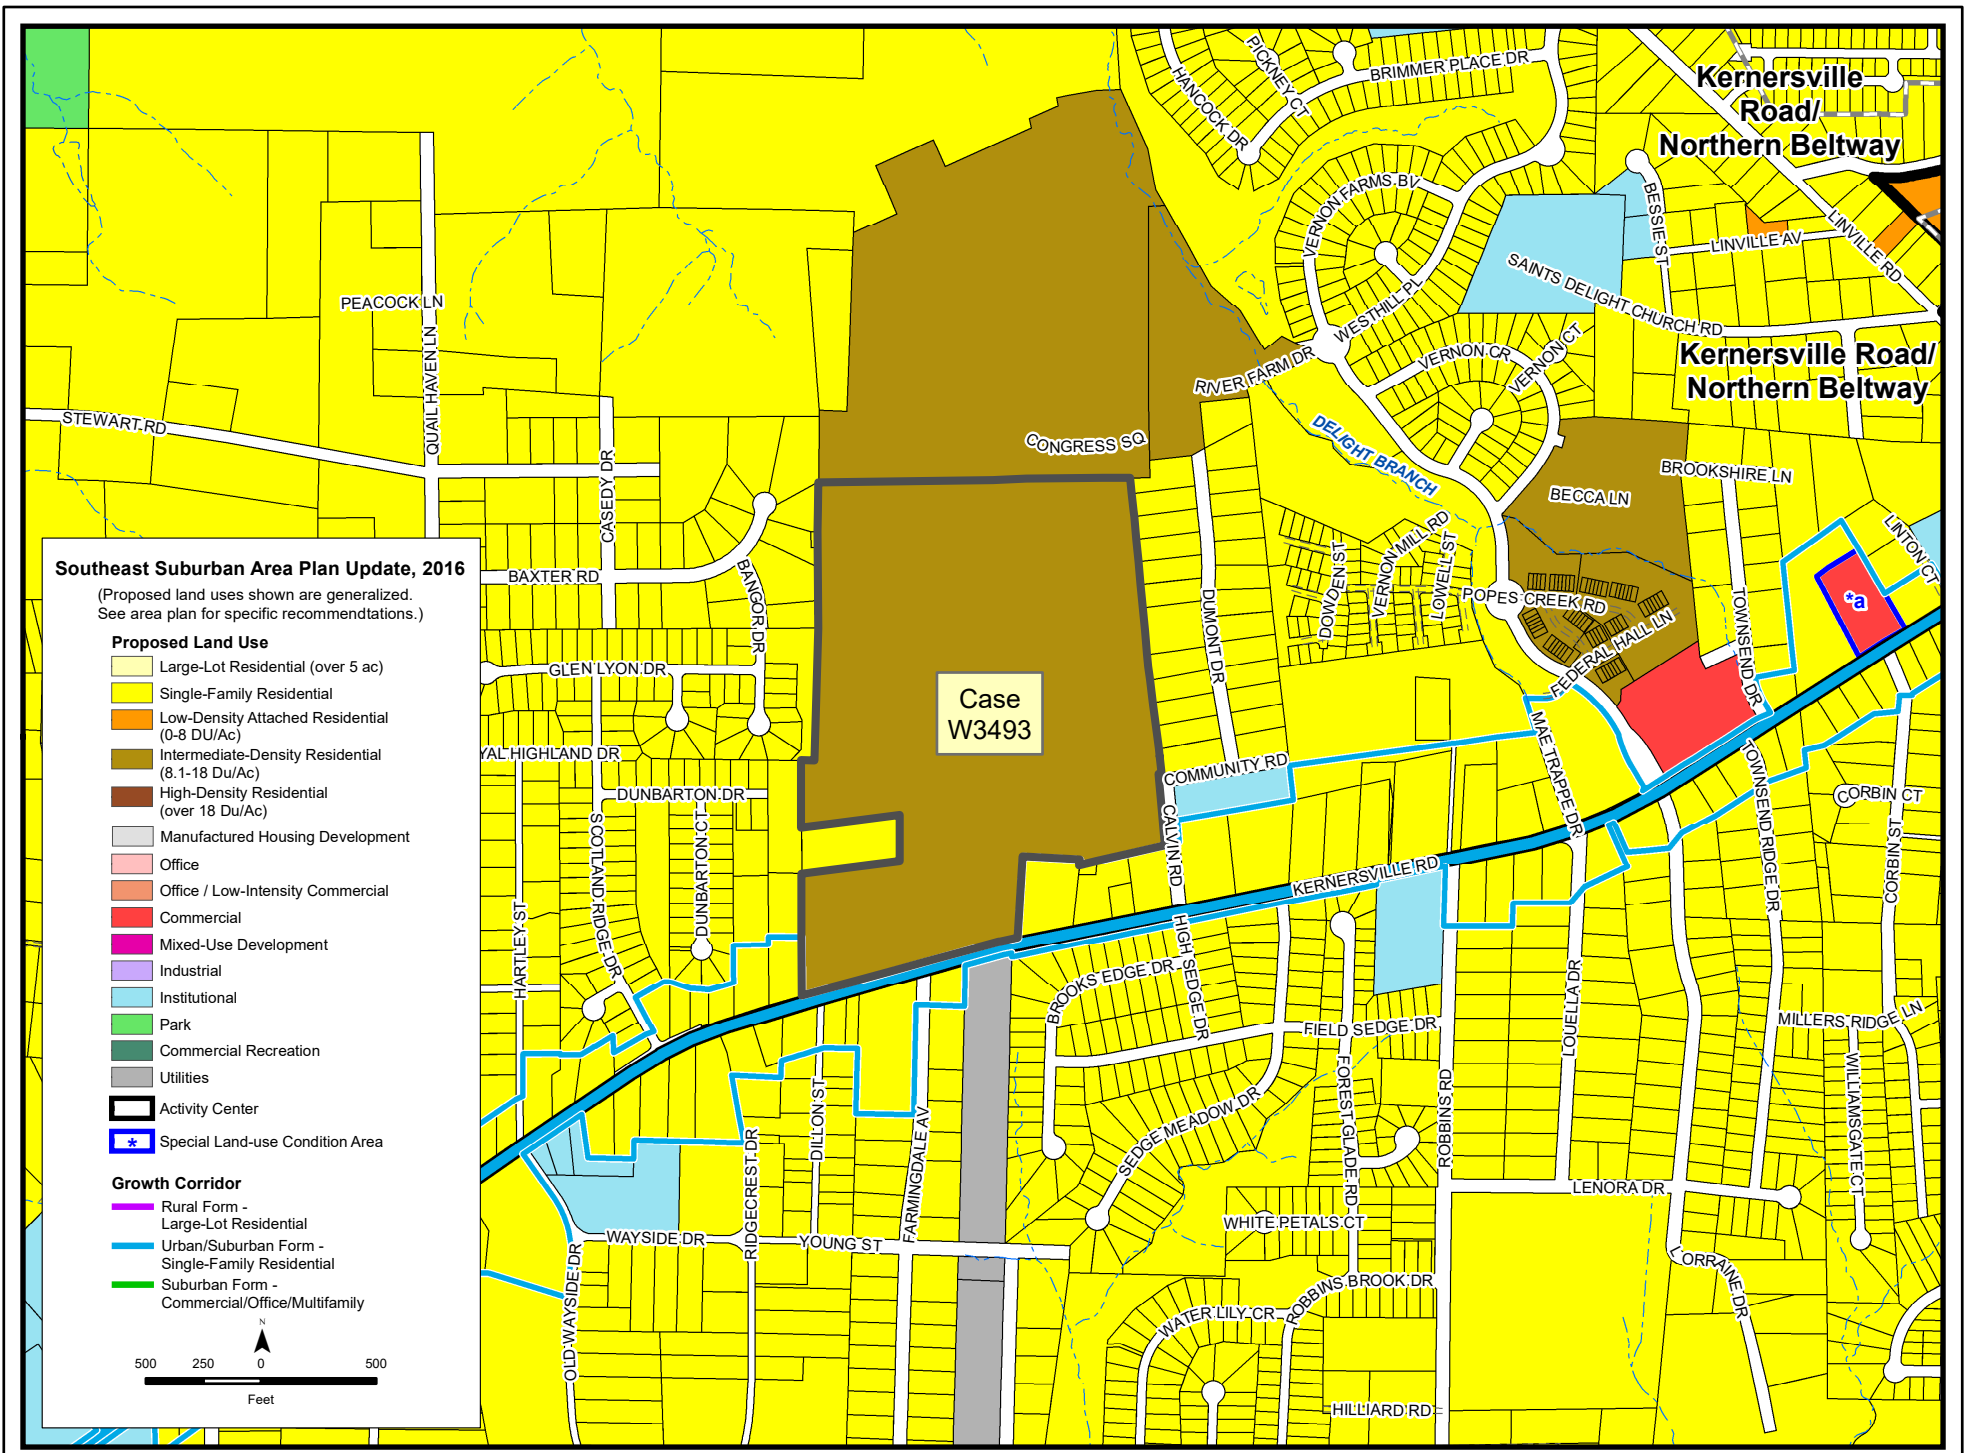 PICKNEY CT
HANCOCK DR
BRIMMER PLACE DR
Kernersville
Road/
Northern Beltway
VERNON FARMS BV
BESSIE ST
LINVILLE AV
LINVILLE RD
SAINTS DELIGHT CHURCH RD
WESTHILL PL
PEACOCK LN
QUAIL HAVEN LN
VERNON CR
VERNON CT
Kernersville Road/
Northern Beltway
RIVER FARM DR
STEWART RD
CASEDY DR
CONGRESS SQ
DELIGHT BRANCH
BROOKSHIRE LN
BECCA LN
LINTON CT
BAXTER RD
BANGOR DR
DUMONT DR
DOWDEN ST
VERNON MILL RD
LOWELL ST
POPES CREEK RD
FEDERAL HALL LN
TOWNSEND DR
*a
GLEN LYON DR
Case
W3493
YAL HIGHLAND DR
DUNBARTON DR
DUNBARTON CT
SCOTLAND RIDGE DR
HARTLEY ST
COMMUNITY RD
CALVIN RD
MAE TRAPPE DR
TOWNSEND RIDGE DR
CORBIN CT
CORBIN ST
KERNERSVILLE RD
HIGH SEDGE DR
BROOKS EDGE DR
FIELD SEDGE DR
LOUELLA DR
MILLERS RIDGE LN
WILLIAMSGATE CT
FOREST GLADE RD
ROBBINS RD
SEDGE MEADOW DR
DILLON ST
FARMINGDALE AV
RIDGECREST DR
LENORA DR
WHITE PETALS CT
WAYSIDE DR
YOUNG ST
OLD WAYSIDE DR
LORRAINE DR
ROBBINS BROOK DR
WATER LILY CR
HILLIARD RD
Southeast Suburban Area Plan Update, 2016
(Proposed land uses shown are generalized.
See area plan for specific recommendtations.)
Proposed Land Use
Large-Lot Residential (over 5 ac)
Single-Family Residential
Low-Density Attached Residential
(0-8 DU/Ac)
Intermediate-Density Residential
(8.1-18 Du/Ac)
High-Density Residential
(over 18 Du/Ac)
Manufactured Housing Development
Office
Office / Low-Intensity Commercial
Commercial
Mixed-Use Development
Industrial
Institutional
Park
Commercial Recreation
Utilities
Activity Center
* Special Land-use Condition Area
Growth Corridor
Rural Form -
Large-Lot Residential
Urban/Suburban Form -
Single-Family Residential
Suburban Form -
Commercial/Office/Multifamily
N
500 250 0 500
Feet